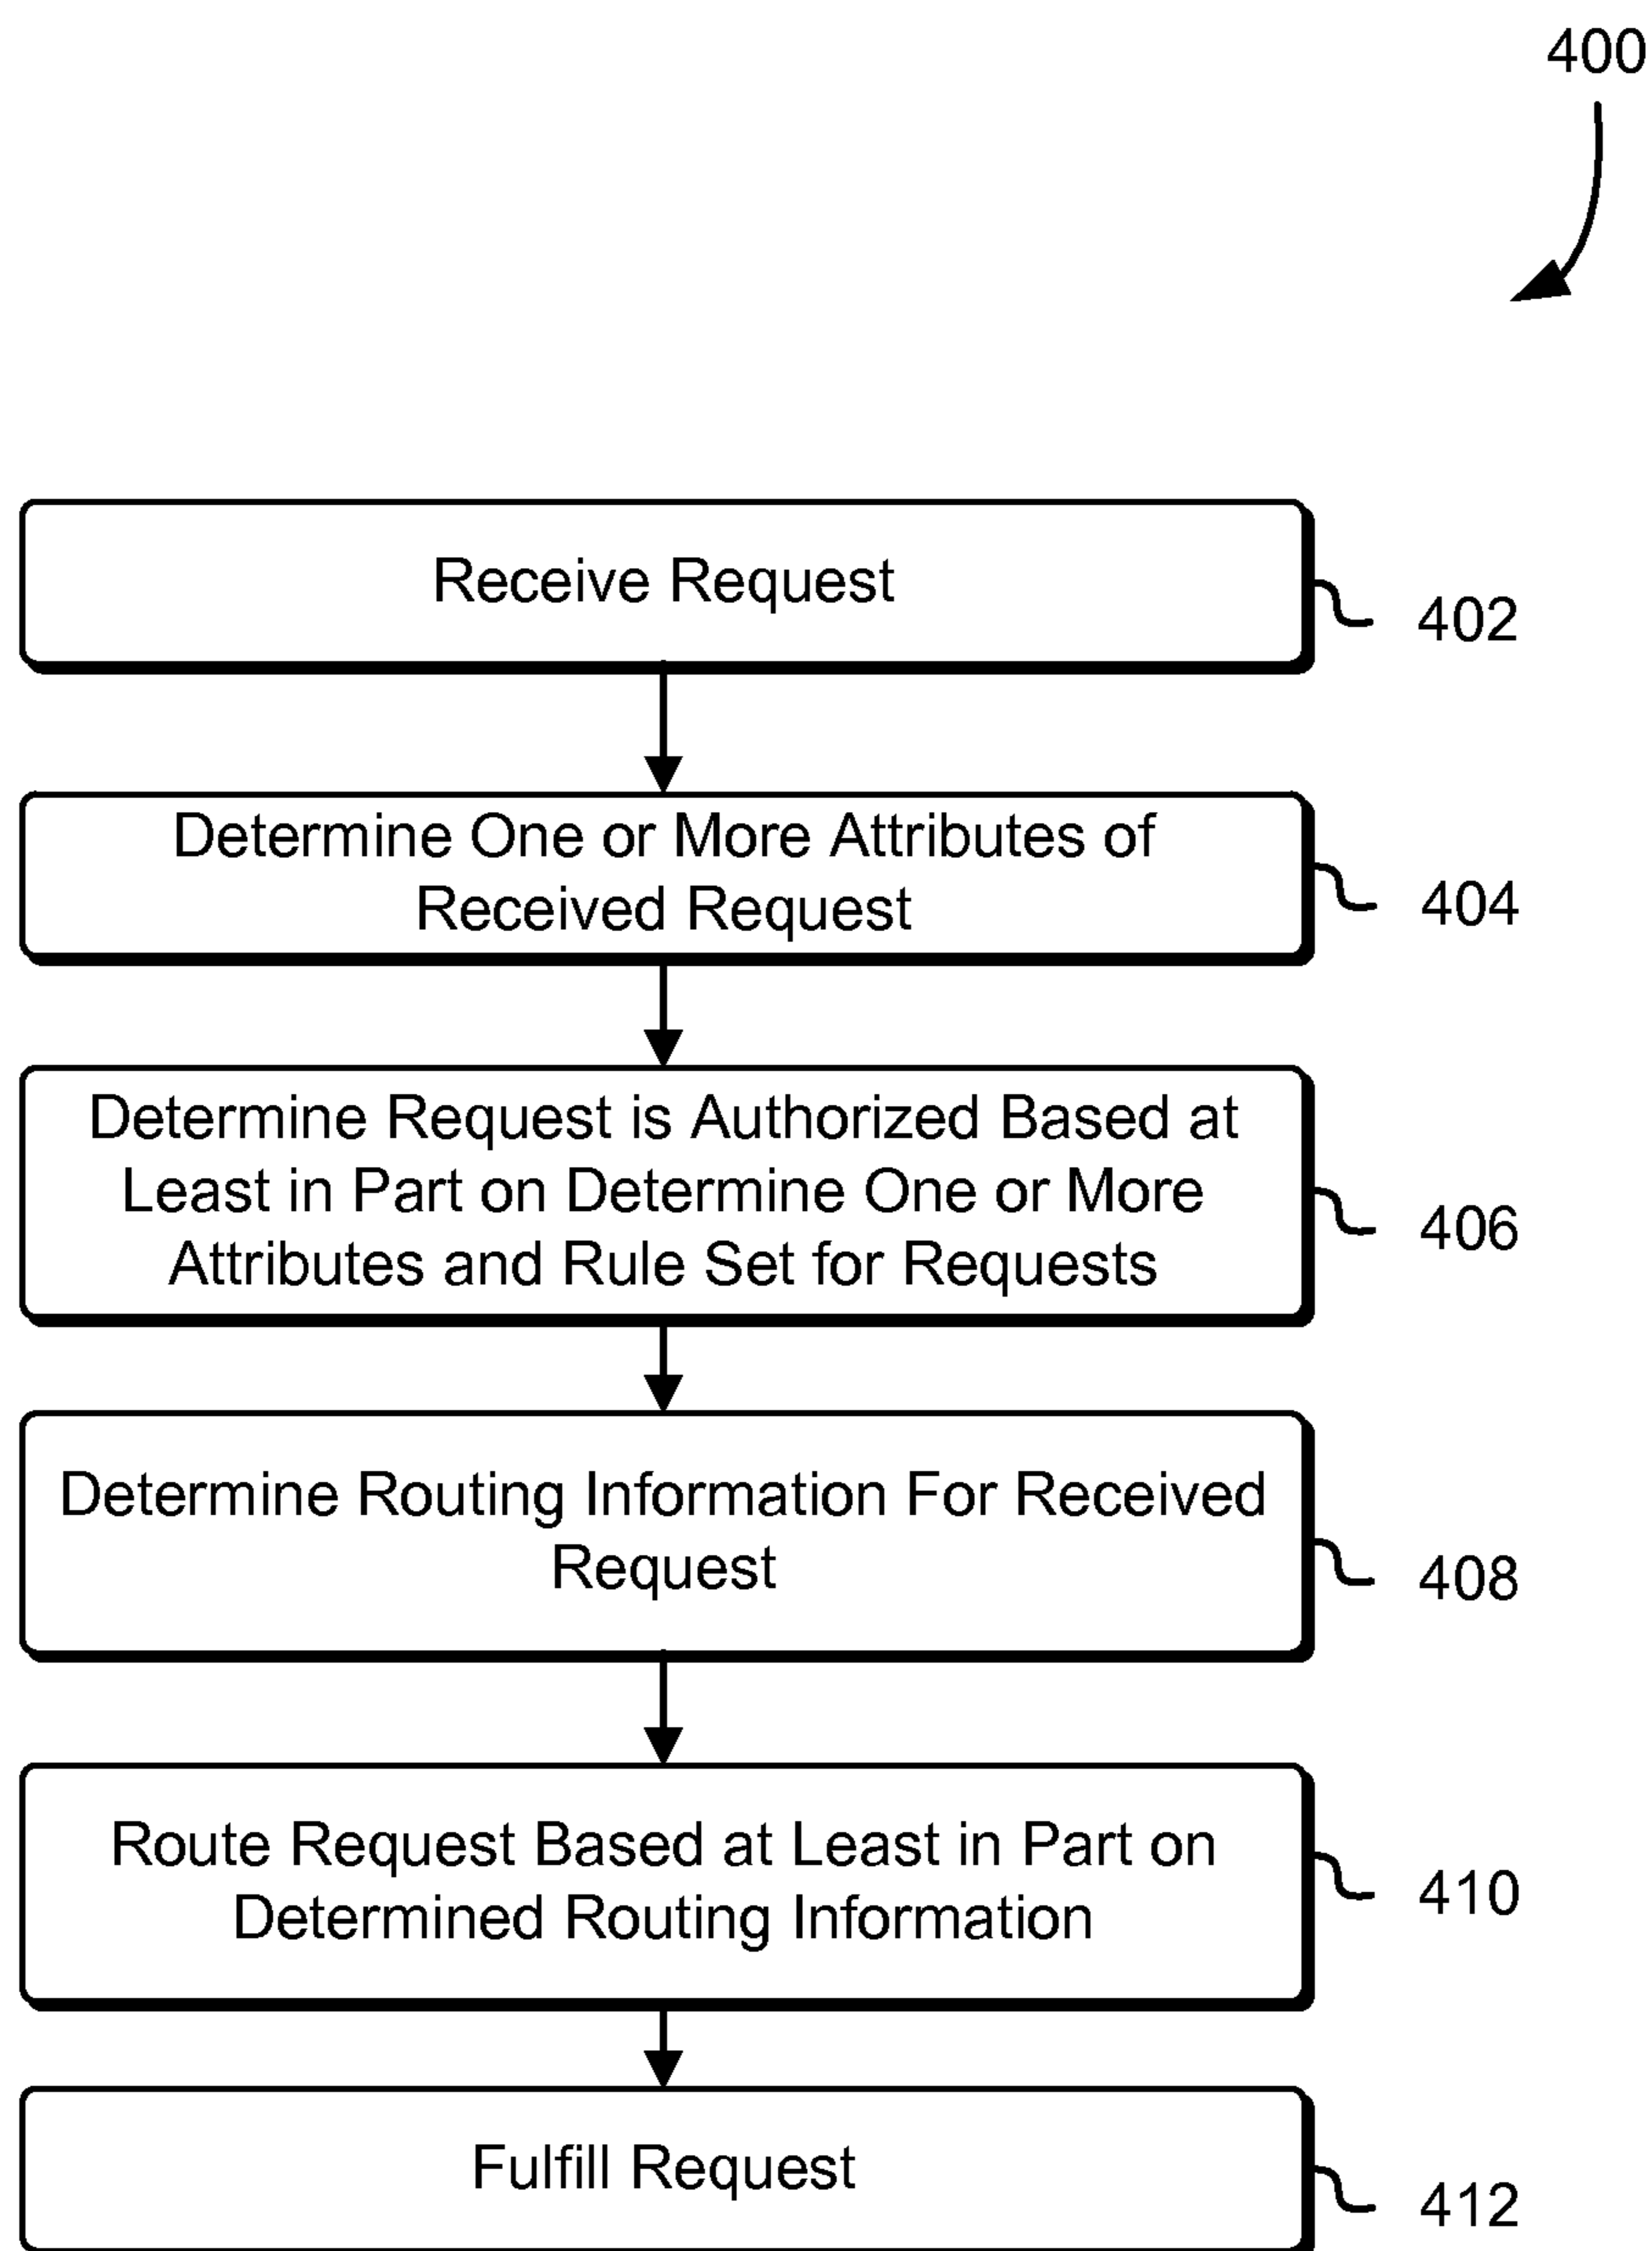 400
Receive Request
402
Determine One or More Attributes of
Received Request
404
Determine Request is Authorized Based at
Least in Part on Determine One or More
Attributes and Rule Set for Requests
406
Determine Routing Information For Received
Request
408
Route Request Based at Least in Part on
Determined Routing Information
410
Fulfill Request
412